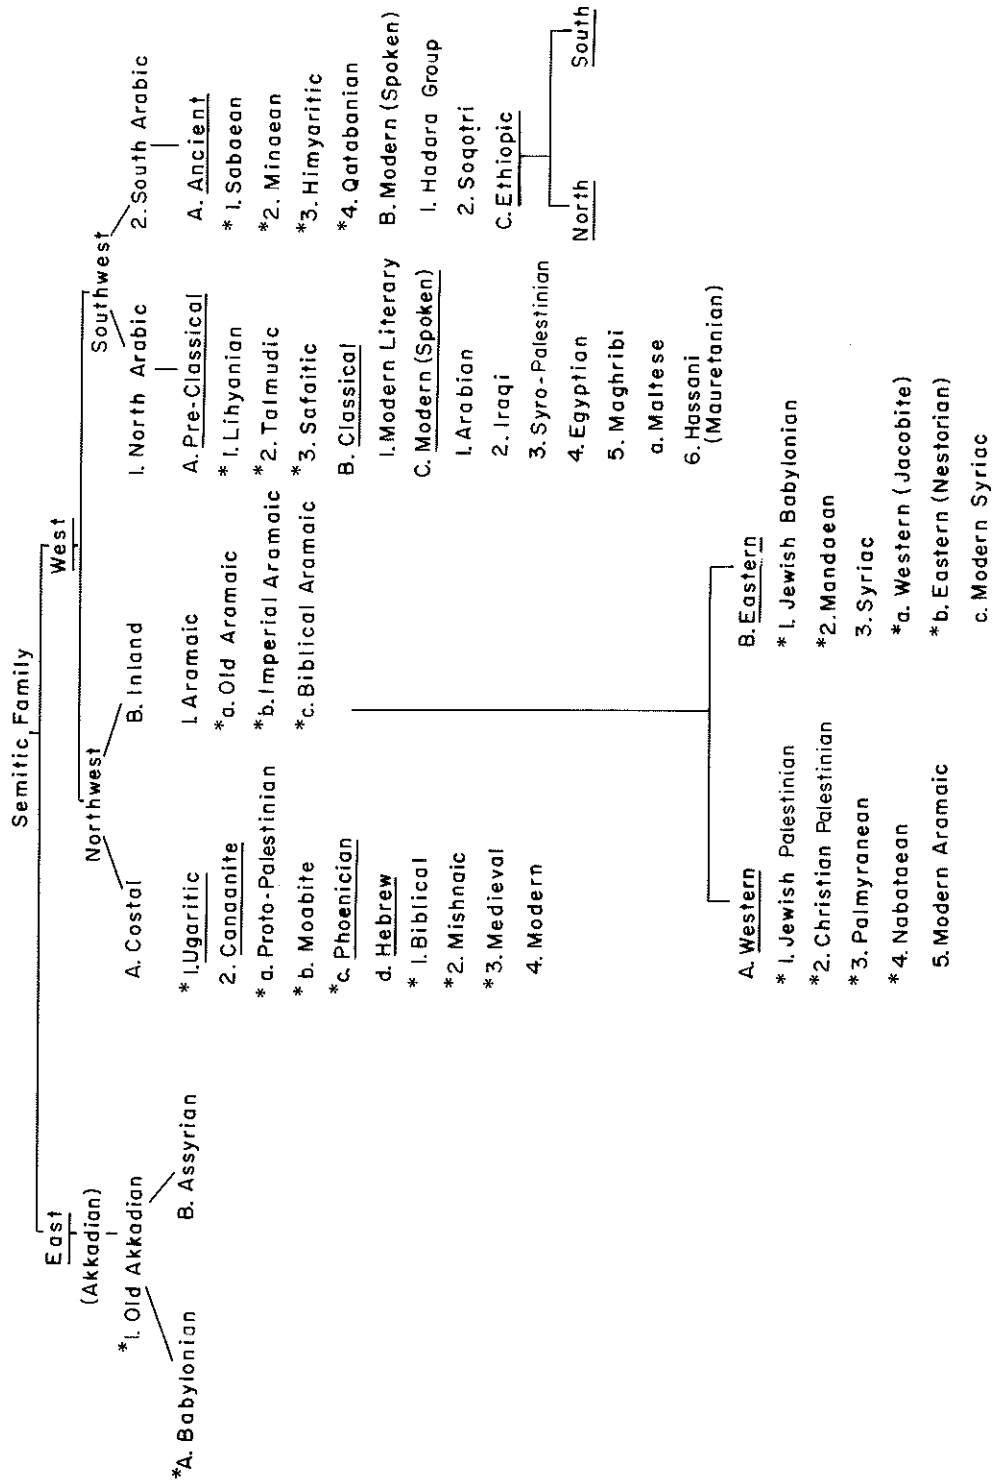 Semitic Family
East
(Akkadian)
*1. Old Akkadian
*A. Babylonian
B. Assyrian
West
Northwest
A. Costal
*1. Ugaritic
2. Canaanite
*a. Proto-Palestinian
*b. Moabite
*c. Phoenician
d. Hebrew
*1. Biblical
*2. Mishnaic
*3. Medieval
4. Modern
B. Inland
1. Aramaic
*a. Old Aramaic
*b. Imperial Aramaic
*c. Biblical Aramaic
A. Western
*1. Jewish Palestinian
*2. Christian Palestinian
*3. Palmyranean
*4. Nabataean
5. Modern Aramaic
B. Eastern
*1. Jewish Babylonian
*2. Mandaean
3. Syriac
*a. Western (Jacobite)
*b. Eastern (Nestorian)
c. Modern Syriac
Southwest
1. North Arabic
A. Pre-Classical
*1. Lihyanian
*2. Talmudic
*3. Safaitic
B. Classical
1. Modern Literary
C. Modern (Spoken)
1. Arabian
2. Iraqi
3. Syro-Palestinian
4. Egyptian
5. Maghribi
a. Maltese
6. Hassani
(Mauretanian)
2. South Arabic
A. Ancient
*1. Sabaean
*2. Minaean
*3. Himyaritic
*4. Qatabanian
B. Modern (Spoken)
1. Hadara Group
2. Soqoṭri
C. Ethiopic
North
South